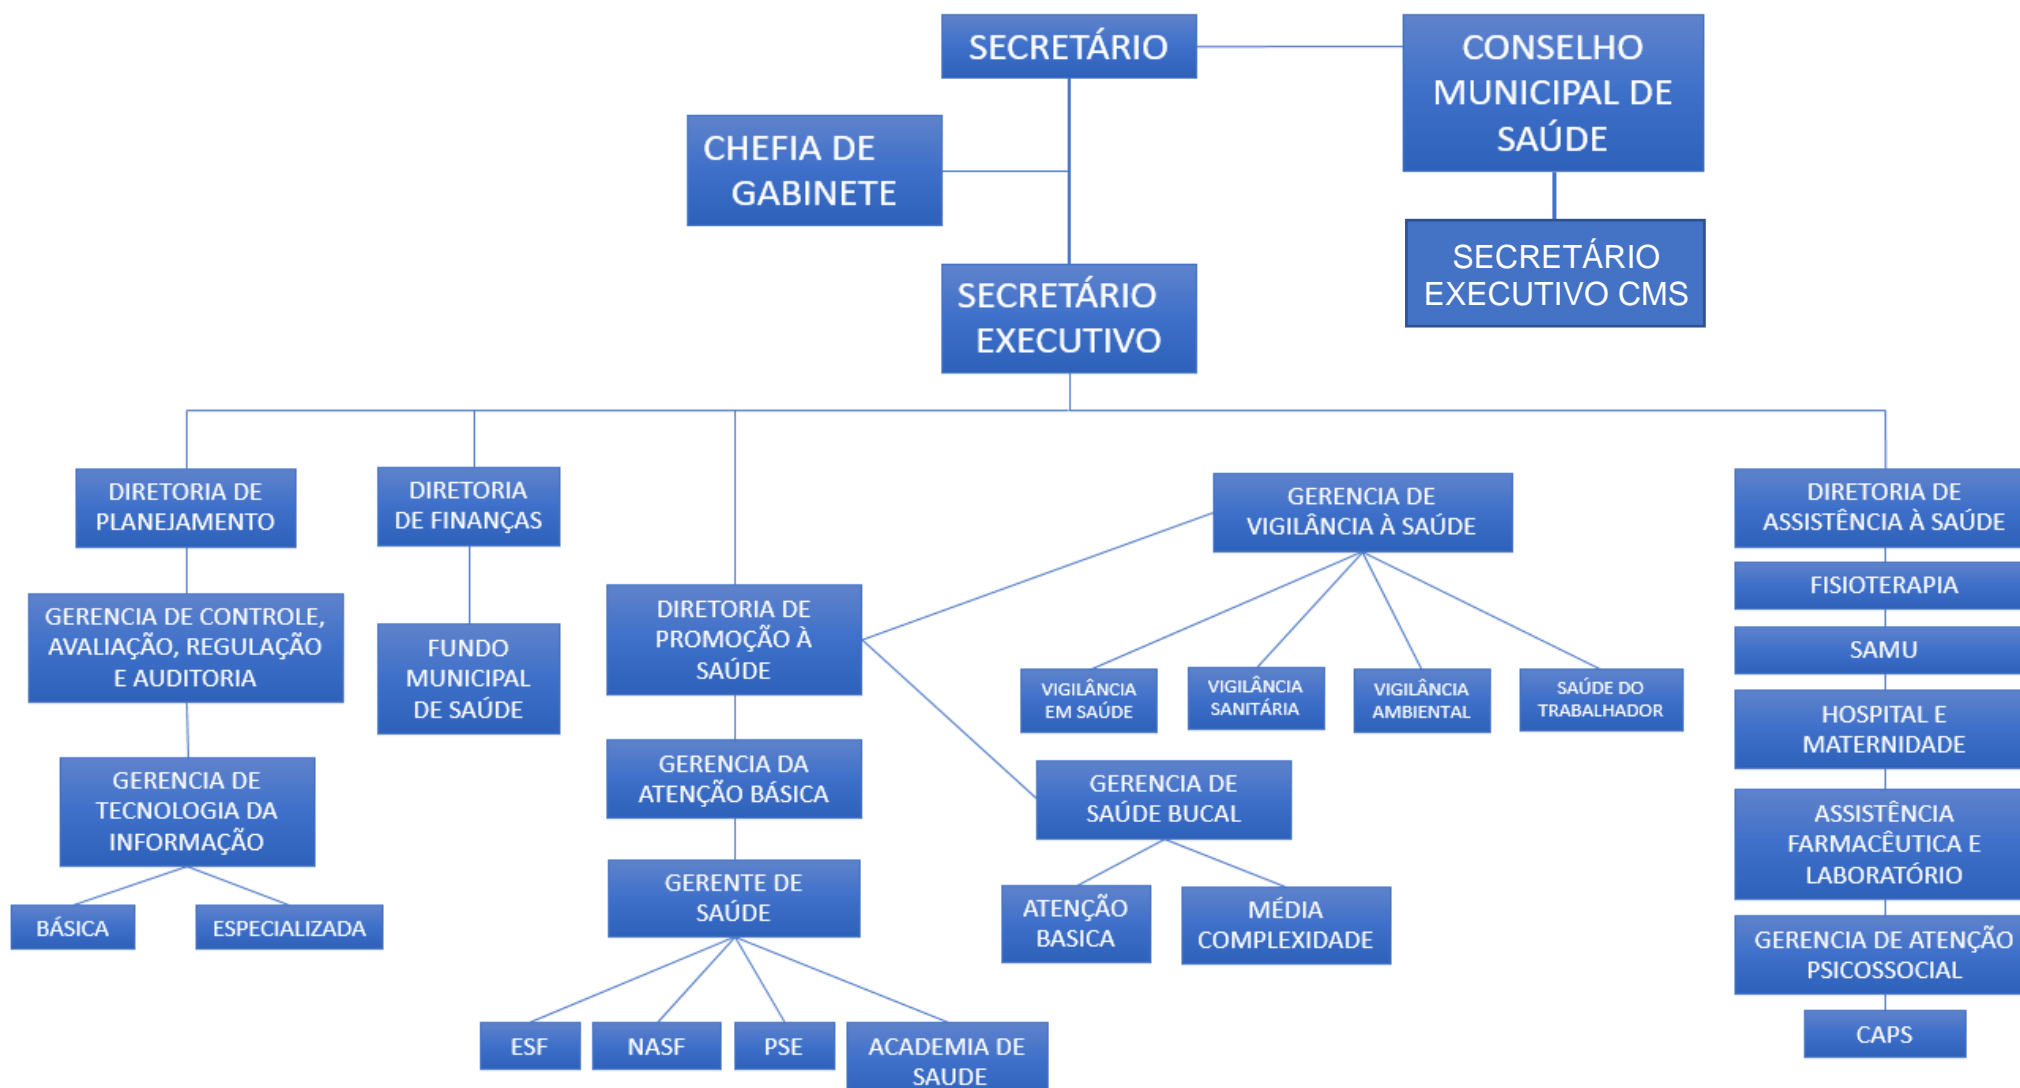 SECRETÁRIO
CONSELHO
MUNICIPAL DE
SAÚDE
CHEFIA DE
GABINETE
SECRETÁRIO
EXECUTIVO CMS
SECRETÁRIO
EXECUTIVO
DIRETORIA DE
PLANEJAMENTO
GERENCIA DE CONTROLE,
AVALIAÇÃO, REGULAÇÃO
E AUDITORIA
GERENCIA DE
TECNOLOGIA DA
INFORMAÇÃO
BÁSICA
ESPECIALIZADA
DIRETORIA
DE FINANÇAS
FUNDO
MUNICIPAL
DE SAÚDE
DIRETORIA DE
PROMOÇÃO À
SAÚDE
GERENCIA DA
ATENÇÃO BÁSICA
GERENTE DE
SAÚDE
ESF
NASF
PSE
ACADEMIA DE
SAUDE
GERENCIA DE
VIGILÂNCIA À SAÚDE
VIGILÂNCIA
EM SAÚDE
VIGILÂNCIA
SANITÁRIA
VIGILÂNCIA
AMBIENTAL
SAÚDE DO
TRABALHADOR
GERENCIA DE
SAÚDE BUCAL
ATENÇÃO
BASICA
MÉDIA
COMPLEXIDADE
DIRETORIA DE
ASSISTÊNCIA À SAÚDE
FISIOTERAPIA
SAMU
HOSPITAL E
MATERNIDADE
ASSISTÊNCIA
FARMACÊUTICA E
LABORATÓRIO
GERENCIA DE ATENÇÃO
PSICOSSOCIAL
CAPS